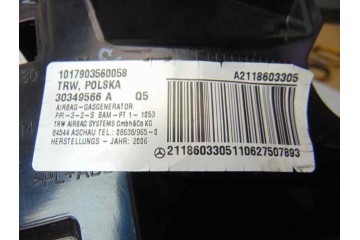 1017903560058
TRW, POLSKA
30349566 A Q5
AIRBAG-GASGENERATOR
PPI-3-2-S BAM-PT 1-1053
TRW AIRBAG SYSTEMS GmbH&Co KG
84544 ASCHAU TEL.: 08638/965-0
HERSTELLUNGS - JAHR: 2006
A2118603305
2118603305110627507893